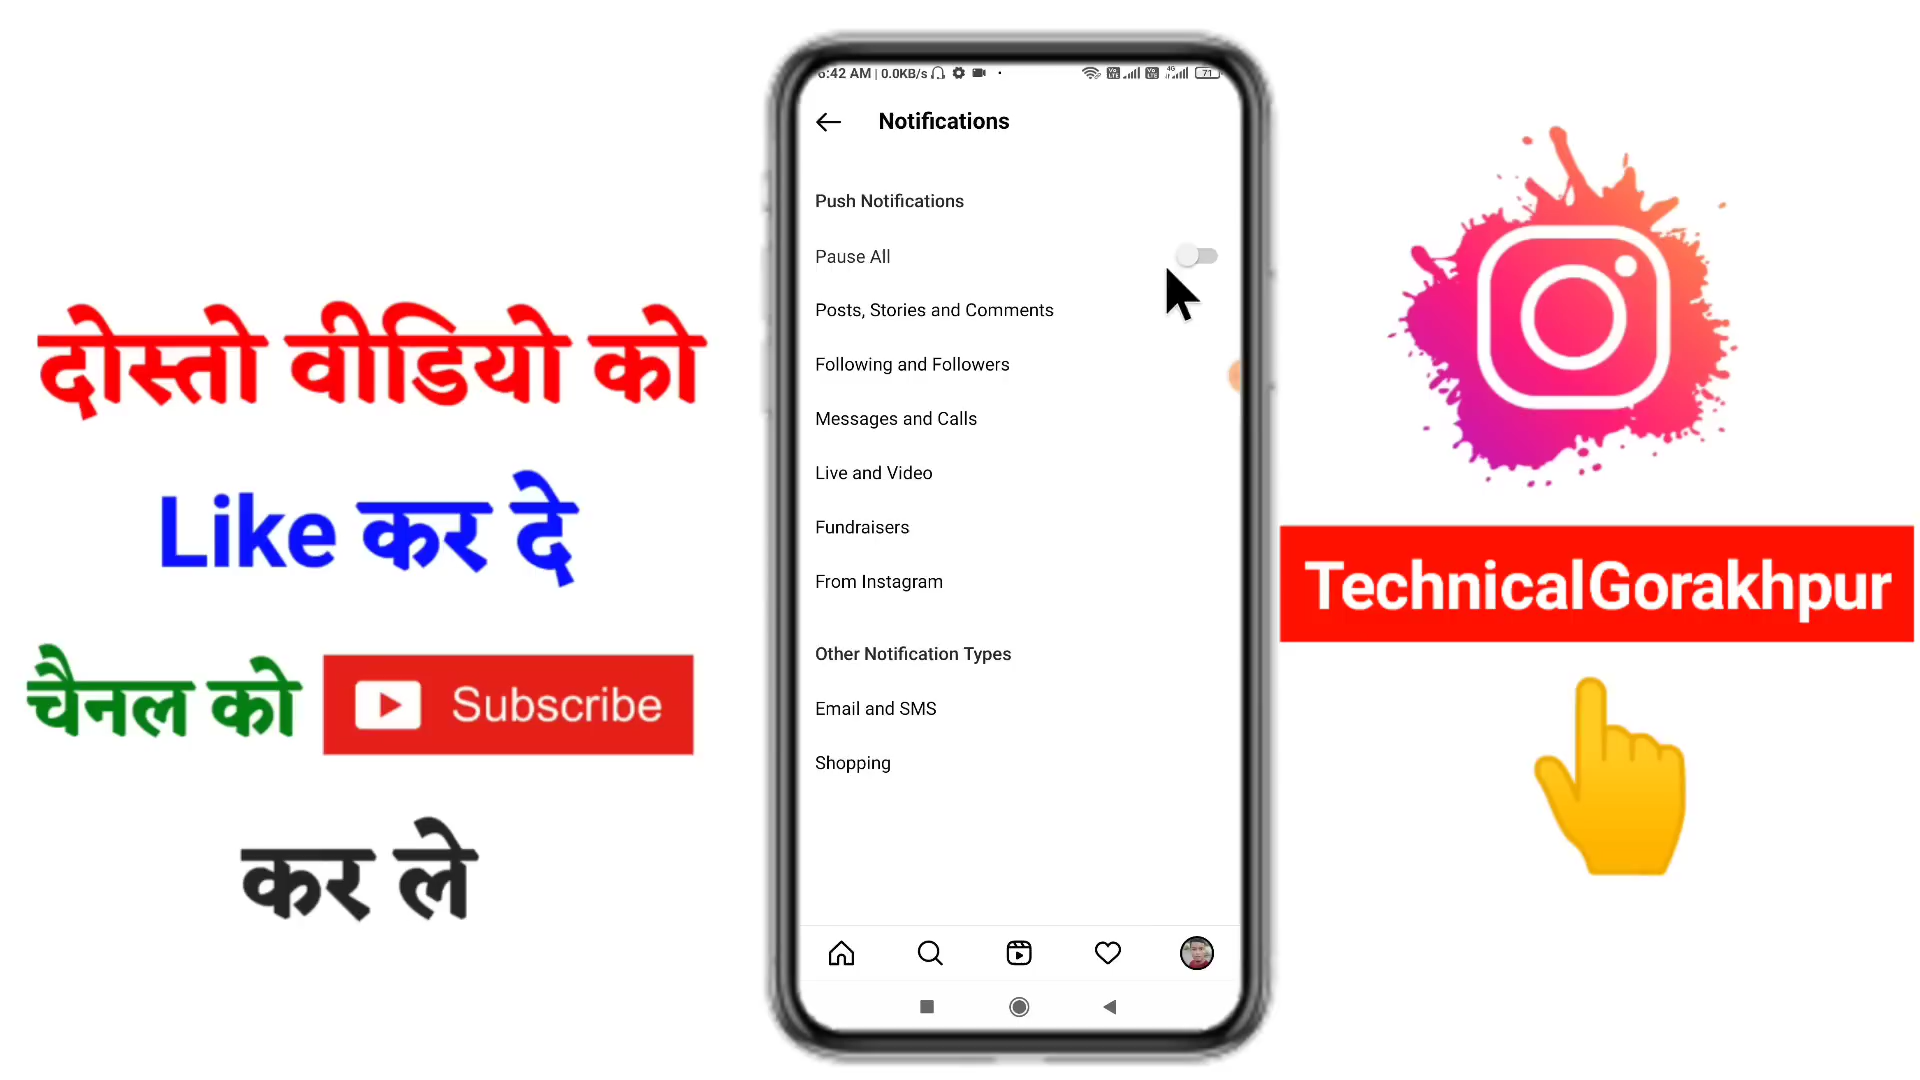 दोस्तो वीडियो को
Like कर दे
चैनल को Subscribe
कर ले
6:42 AM | 0.0KB/s
4G
71
Notifications
Push Notifications
Pause All
Posts, Stories and Comments
Following and Followers
Messages and Calls
Live and Video
Fundraisers
From Instagram
Other Notification Types
Email and SMS
Shopping
TechnicalGorakhpur